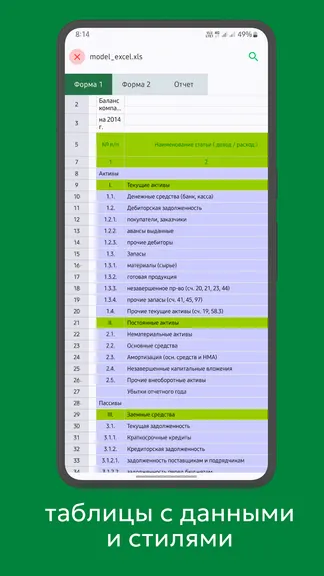 8:14
49%
model_excel.xls
Форма 1 Форма 2 Отчет
2 Баланс компа...
3 на 2014 г.
5 № п/п Наименование статьи ( доход / расход )
7 1 2
8 Активы
9 I. Текущие активы
10 1.1. Денежные средства (банк, касса)
11 1.2. Дебиторская задолженность
12 1.2.1. покупатели, заказчики
13 1.2.2. авансы выданные
14 1.2.3. прочие дебиторы
15 1.3. Запасы
16 1.3.1. материалы (сырье)
17 1.3.2. готовая продукция
18 1.3.3. незавершенное пр-во (сч. 20, 21, 23, 44)
19 1.3.4. прочие запасы (сч. 41, 45, 97)
20 1.4. Прочие текущие активы (сч. 19, 58.3)
21 II. Постоянные активы
22 2.1. Нематериальные активы
23 2.2. Основные средства
24 2.3. Амортизация (осн. средств и НМА)
25 2.4. Незавершенные капитальные вложения
26 2.5. Прочие внеоборотные активы
27 Убытки отчетного года
28 Пассивы
29 III. Заемные средства
30 3.1. Текущая задолженность
31 3.1.1. Краткосрочные кредиты
32 3.1.2. Кредиторская задолженность
33 3.1.2.1. задолженность поставщикам и подрядчикам
34 3.1.2.2. задолженность перед бюджетом
таблицы с данными
и стилями